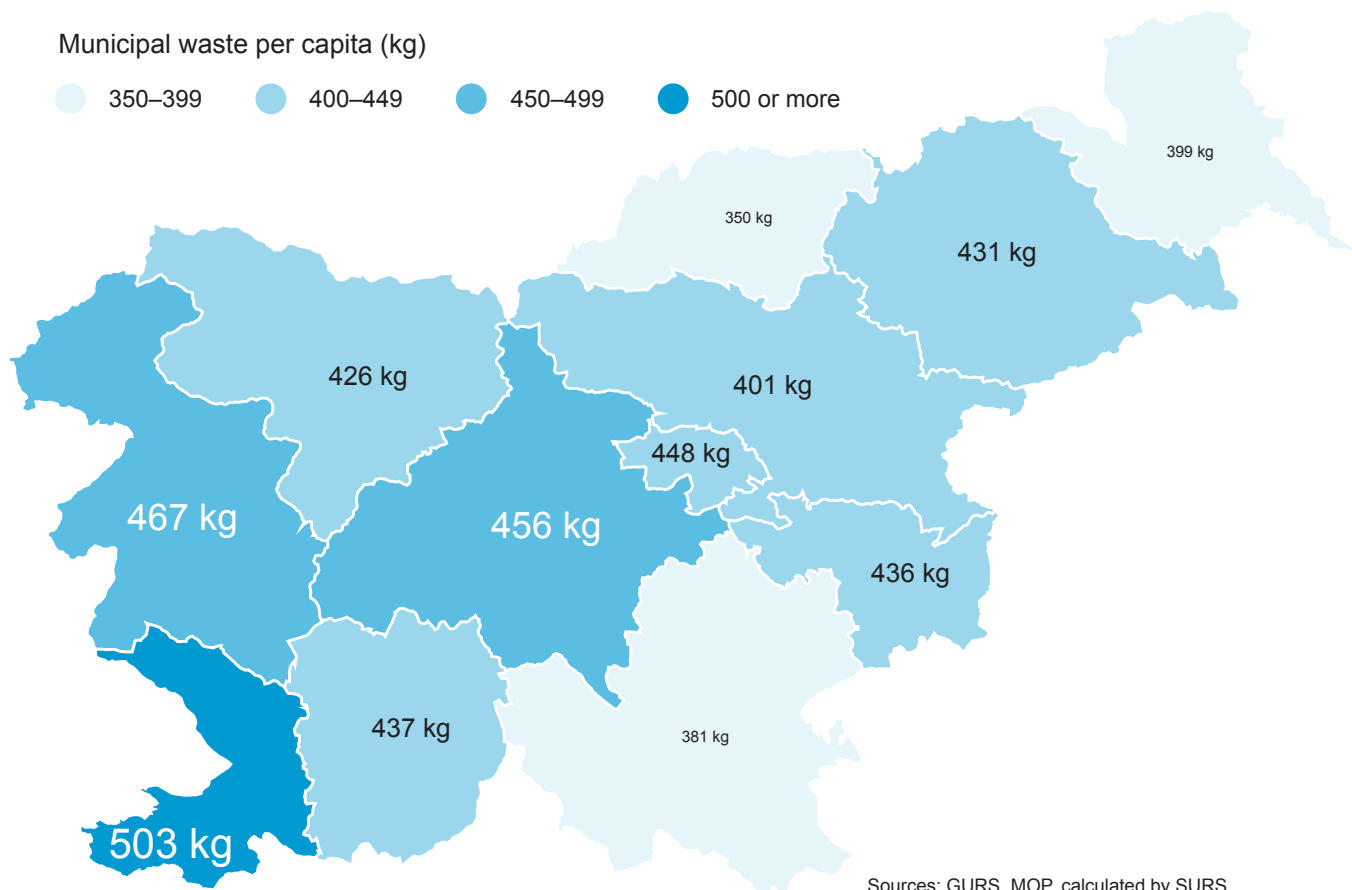 Municipal waste per capita (kg)
350–399 400–449 450–499 500 or more
399 kg
350 kg
431 kg
426 kg
401 kg
448 kg
467 kg
456 kg
436 kg
437 kg
381 kg
503 kg
Sources: GURS, MOP, calculated by SURS